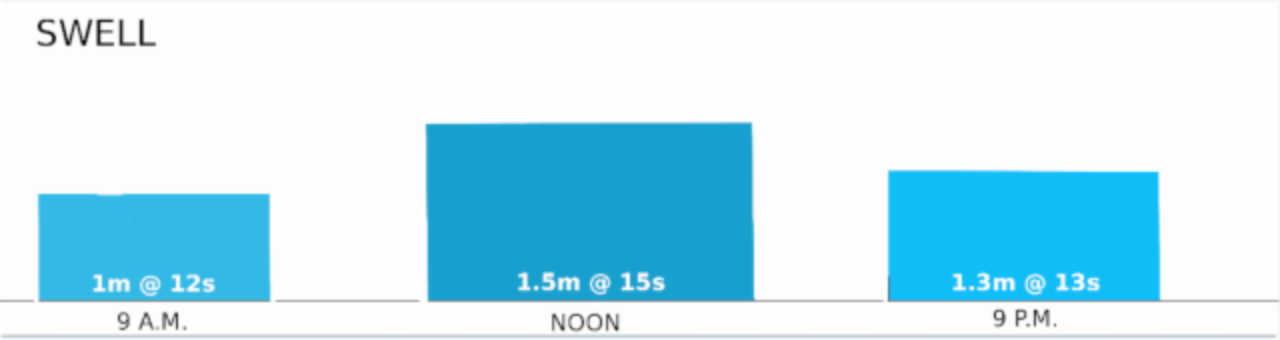 SWELL
1m @ 12s
1.5m @ 15s
1.3m @ 13s
9 A.M.
NOON
9 P.M.